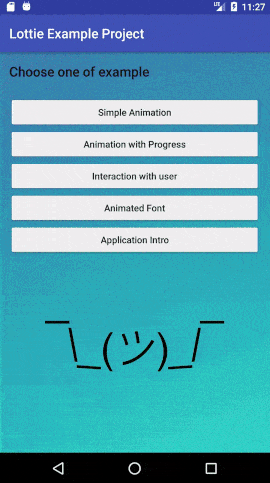 11:27
Lottie Example Project
Choose one of example
Simple Animation
Animation with Progress
Interaction with user
Animated Font
Application Intro
¯\_(ツ)_/¯